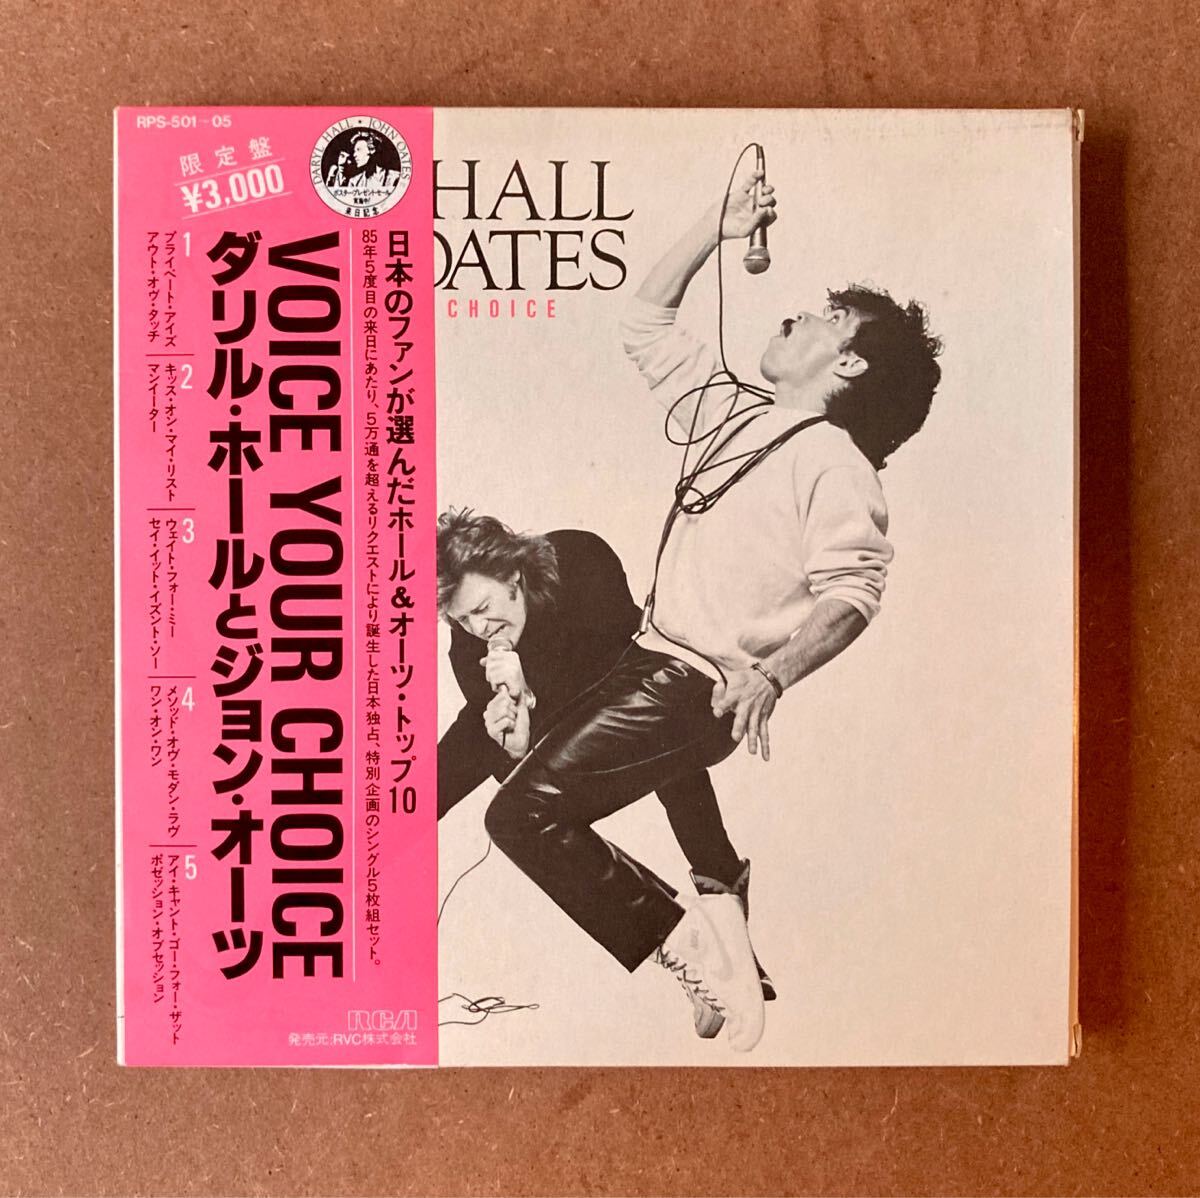 RPS-501~05
限定盤
¥3,000
DARYL HALL • JOHN OATES
ポスター・プレゼント・セール
実施中!
来日記念
日本のファンが選んだホール&オーツ・トップ10
85年5度目の来日にあたり、5万通を超えるリクエストにより誕生した日本独占、特別企画のシングル5枚組セット。
VOICE YOUR CHOICE
ダリル・ホールとジョン・オーツ
1
プライベート・アイズ
アウト・オヴ・タッチ
2
キッス・オン・マイ・リスト
マンイーター
3
ウェイト・フォー・ミー
セイ・イット・イズント・ソー
4
メソッド・オヴ・モダン・ラヴ
ワン・オン・ワン
5
アイ・キャント・ゴー・フォー・ザット
ポゼッション・オブセッション
RCA
発売元:RVC株式会社
HALL
OATES
CHOICE